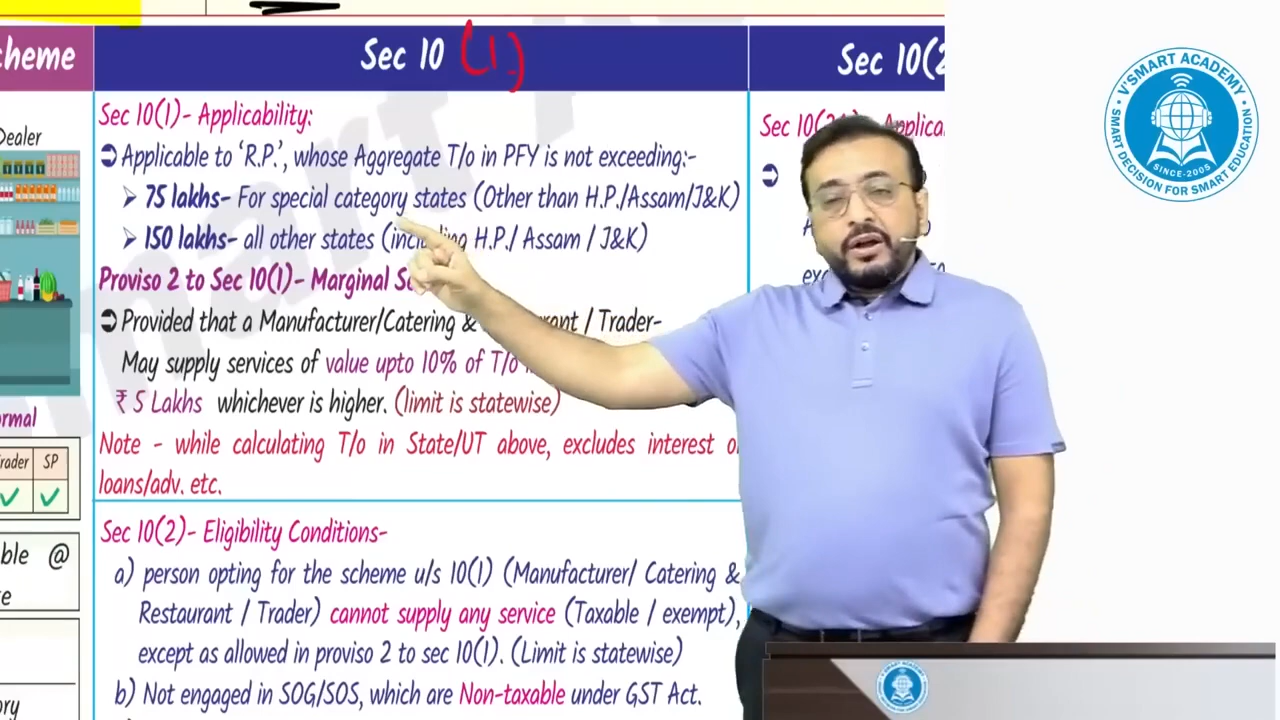 cheme
Sec 10 (1)
Sec 10(2
Dealer
Sec 10(1)- Applicability:
Applicable to 'R.P.', whose Aggregate T/o in PFY is not exceeding:-
75 lakhs- For special category states (Other than H.P./Assam/J&K)
150 lakhs- all other states (including H.P./ Assam / J&K)
Proviso 2 to Sec 10(1)- Marginal
Provided that a Manufacturer/Catering & / Trader-
May supply services of value upto 10% of T/o
₹ 5 Lakhs whichever is higher. (limit is statewise)
Note - while calculating T/o in State/UT above, excludes interest
loans/adv. etc.
ormal
rader SP
ble @
Sec 10(2)- Eligibility Conditions-
a) person opting for the scheme u/s 10(1) (Manufacturer/ Catering &
Restaurant / Trader) cannot supply any service (Taxable / exempt),
except as allowed in proviso 2 to sec 10(1). (Limit is statewise)
b) Not engaged in SOG/SOS, which are Non-taxable under GST Act.
ory
V'SMART ACADEMY
SINCE-2005
SMART DECISION FOR SMART EDUCATION